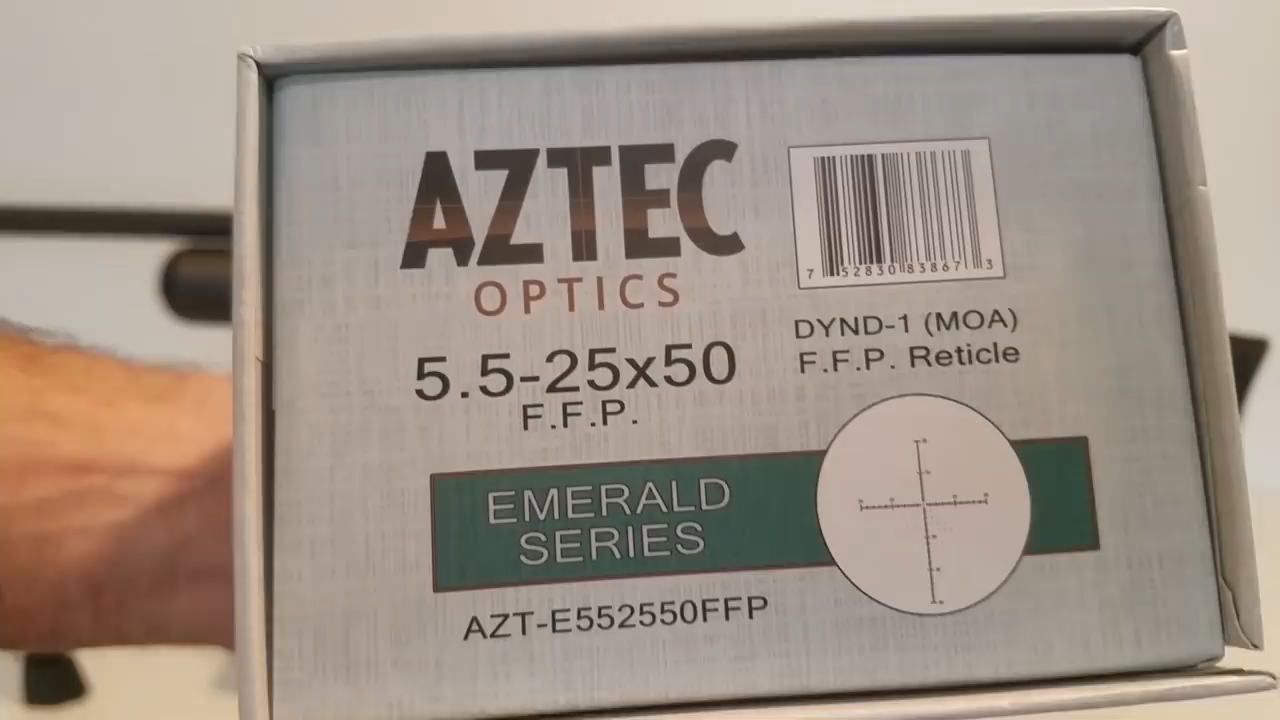 AZTEC
OPTICS
5.5-25x50
F.F.P.
7 52830 83867 3
DYND-1 (MOA)
F.F.P. Reticle
EMERALD
SERIES
AZT-E552550FFP